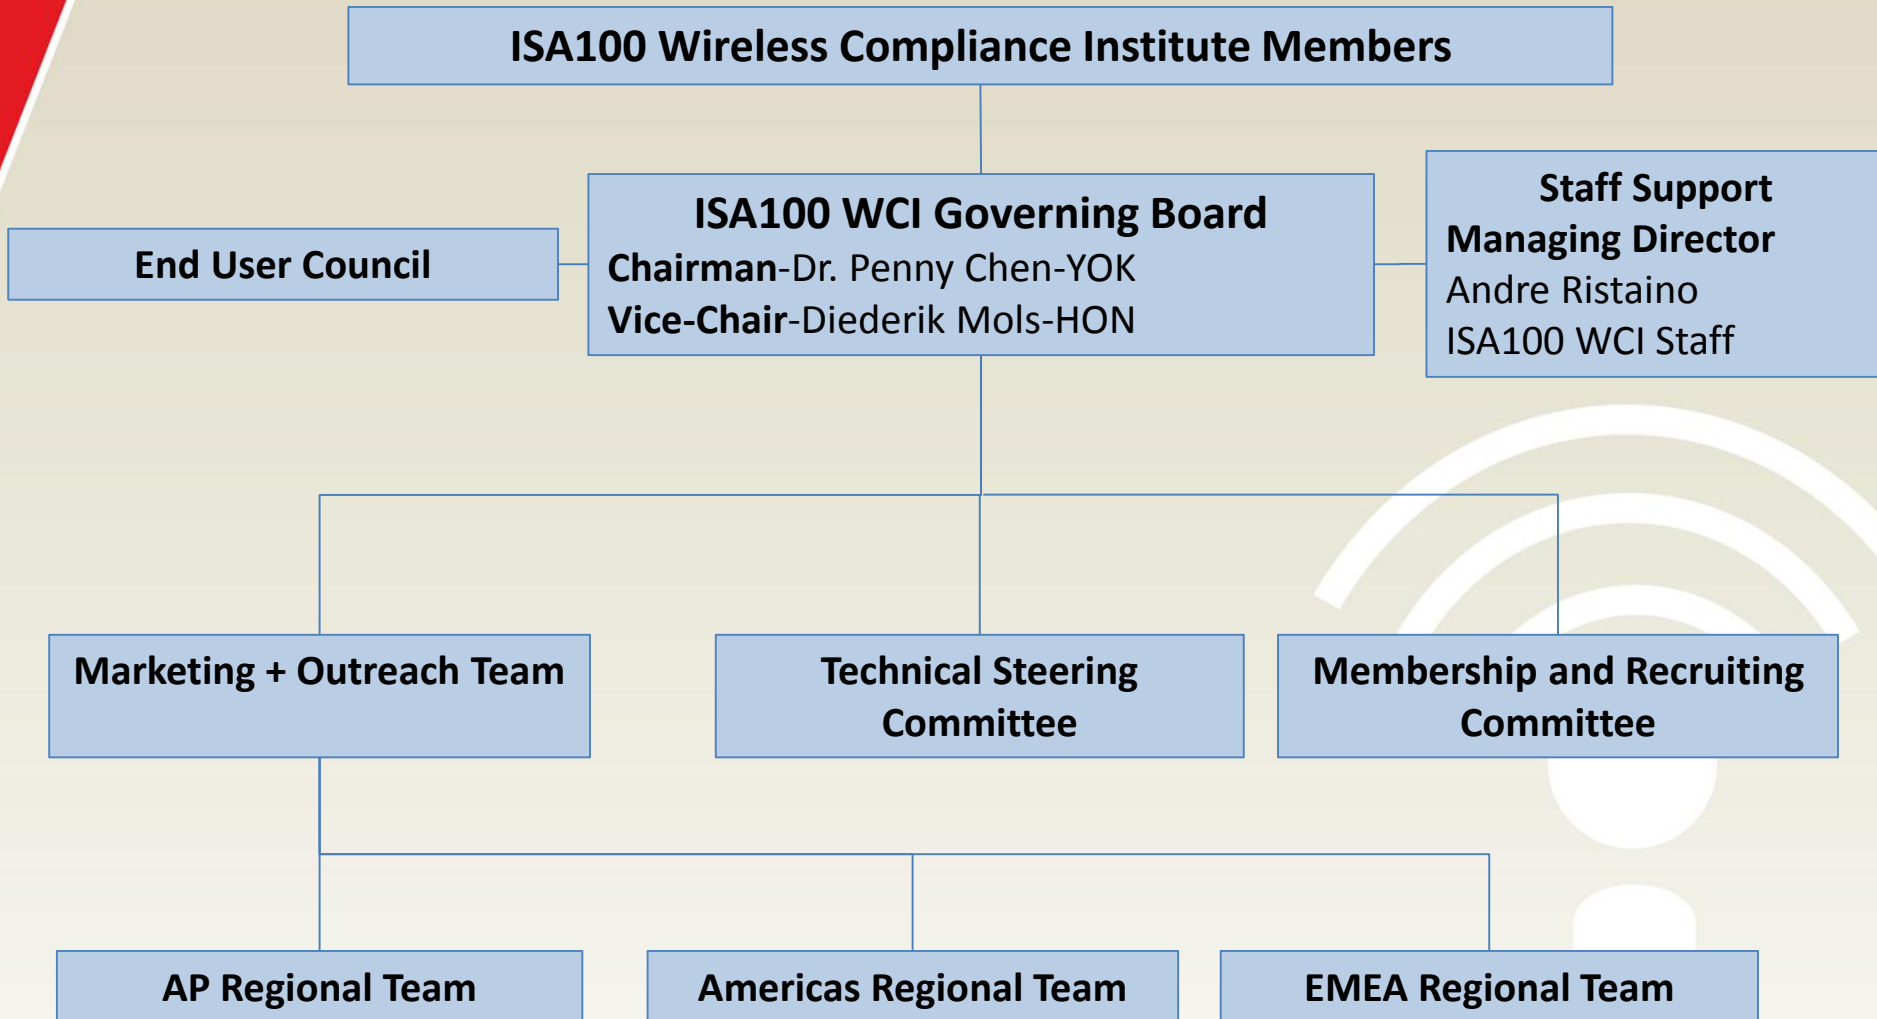 ISA100 Wireless Compliance Institute Members
ISA100 WCI Governing Board
Chairman-Dr. Penny Chen-YOK
Vice-Chair-Diederik Mols-HON
End User Council
Staff Support
Managing Director
Andre Ristaino
ISA100 WCI Staff
Marketing + Outreach Team
Technical Steering
Committee
Membership and Recruiting
Committee
AP Regional Team
Americas Regional Team
EMEA Regional Team